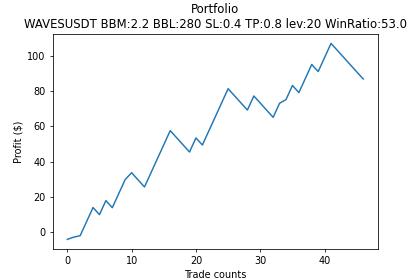 Portfolio
WAVESUSDT BBM:2.2 BBL:280 SL:0.4 TP:0.8 lev:20 WinRatio:53.0
100
80
60
40
20
0
Profit ($)
0 10 20 30 40
Trade counts